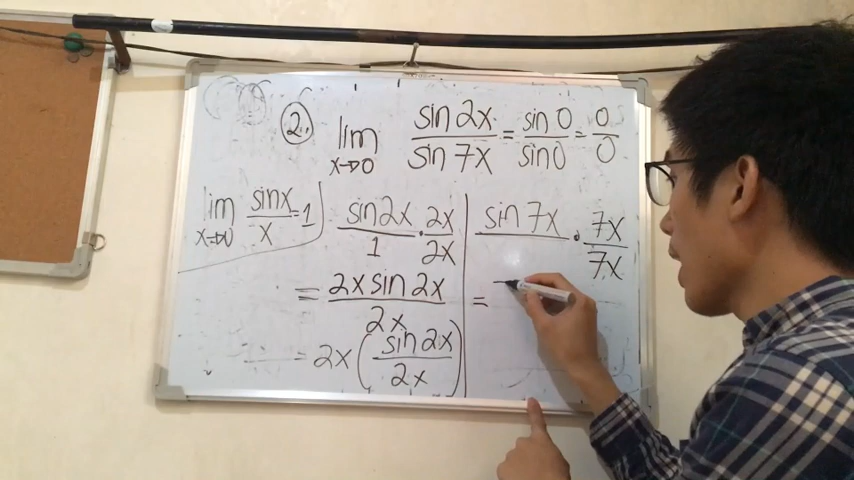 2. lim x→0 sin 2x / sin 7x = sin 0 / sin 0 = 0/0
lim x→0 sin x / x = 1
sin 2x / 1 · 2x / 2x
= 2x sin 2x / 2x
= 2x ( sin 2x / 2x )
sin 7x · 7x / 7x
=